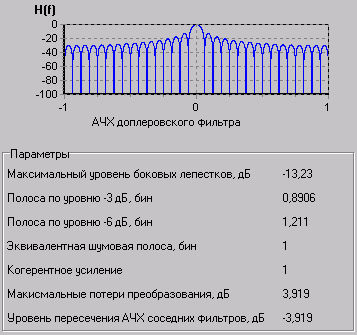 H(f)
0
-20
-40
-60
-80
-100
-1 0 1
АЧХ доплеровского фильтра
Параметры
Максимальный уровень боковых лепестков, дБ -13,23
Полоса по уровню -3 дБ, бин 0,8906
Полоса по уровню -6 дБ, бин 1,211
Эквивалентная шумовая полоса, бин 1
Когерентное усиление 1
Макисмальные потери преобразования, дБ 3,919
Уровень пересечения АЧХ соседних фильтров, дБ -3,919